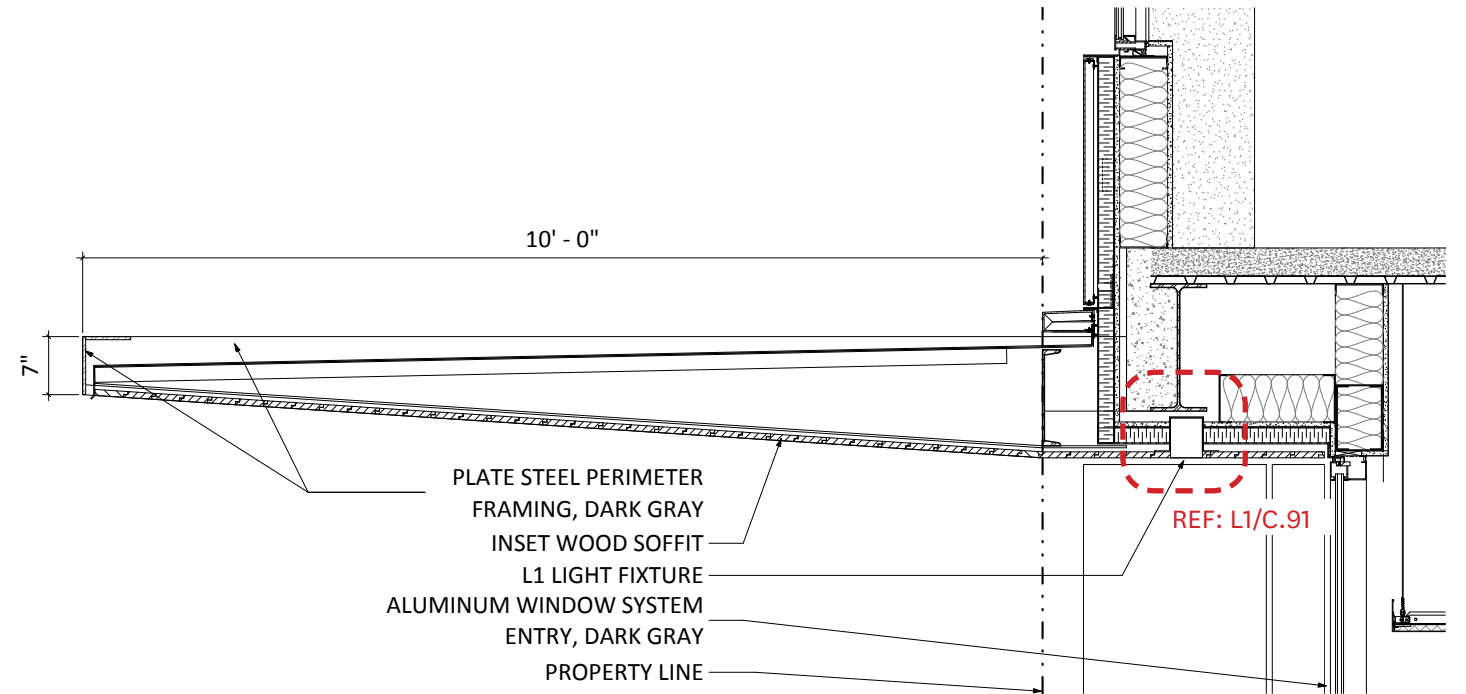 10' - 0"
7"
PLATE STEEL PERIMETER
FRAMING, DARK GRAY
INSET WOOD SOFFIT
L1 LIGHT FIXTURE
ALUMINUM WINDOW SYSTEM
ENTRY, DARK GRAY
PROPERTY LINE
REF: L1/C.91